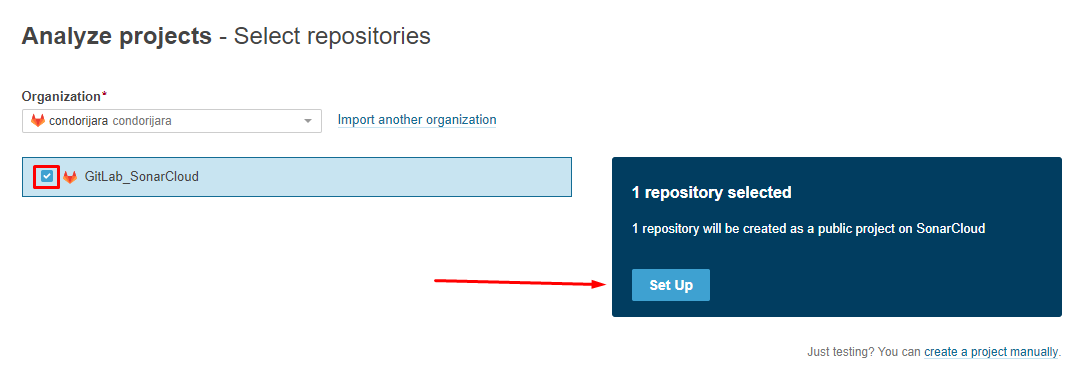 Analyze projects - Select repositories
Organization*
condorijara condorijara
Import another organization
GitLab_SonarCloud
1 repository selected
1 repository will be created as a public project on SonarCloud
Set Up
Just testing? You can create a project manually.